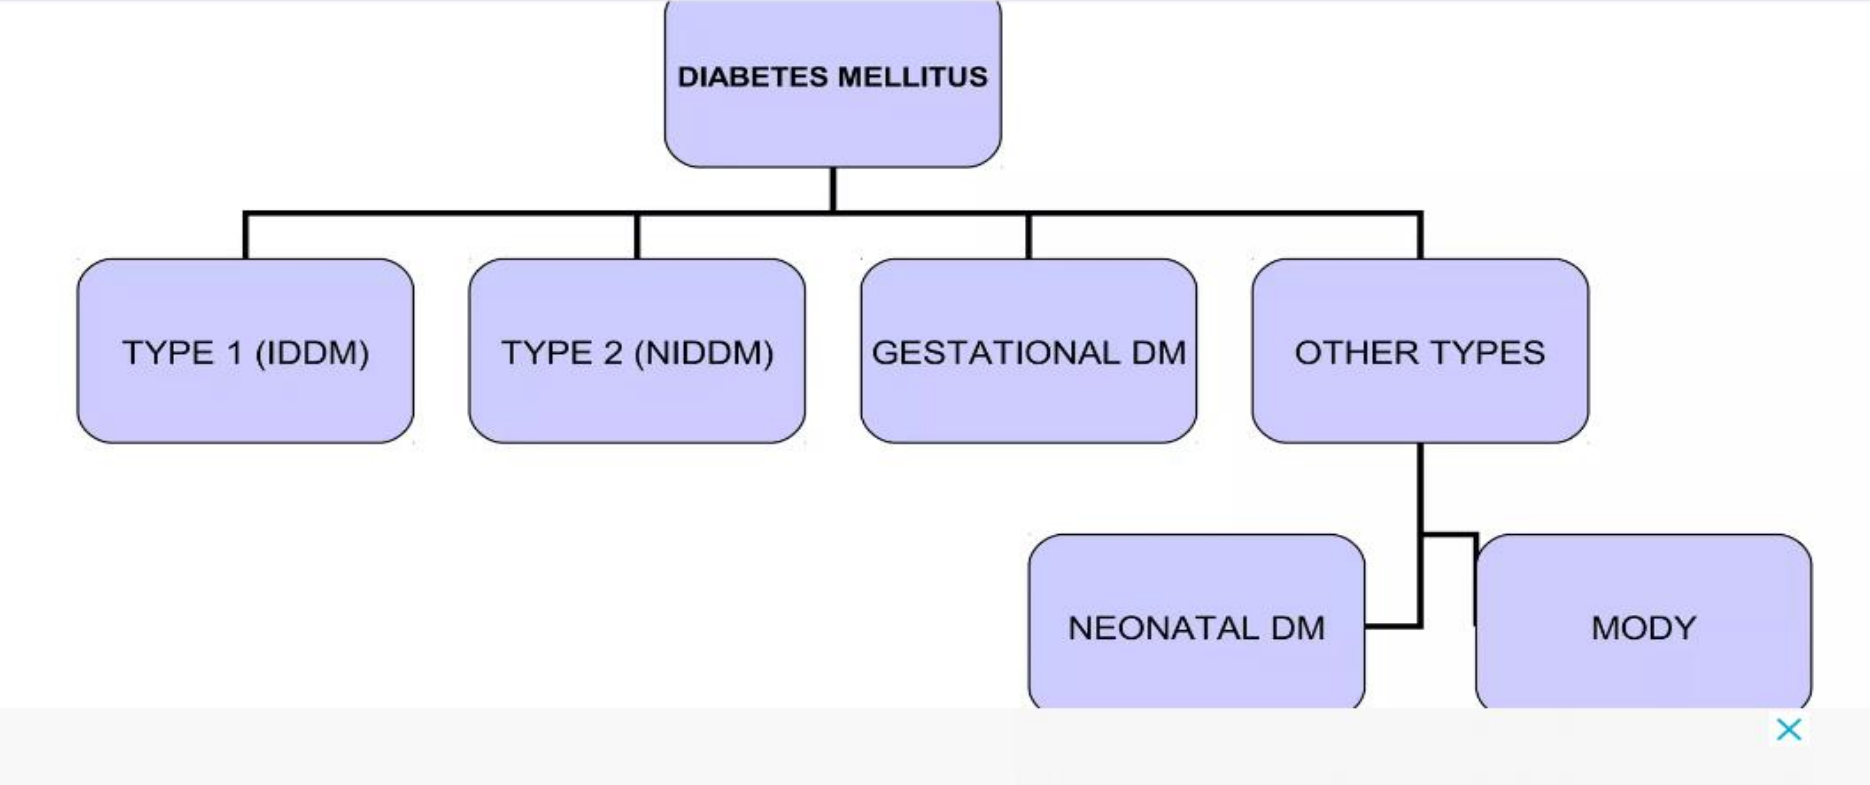 DIABETES MELLITUS
TYPE 1 (IDDM)
TYPE 2 (NIDDM)
GESTATIONAL DM
OTHER TYPES
NEONATAL DM
MODY